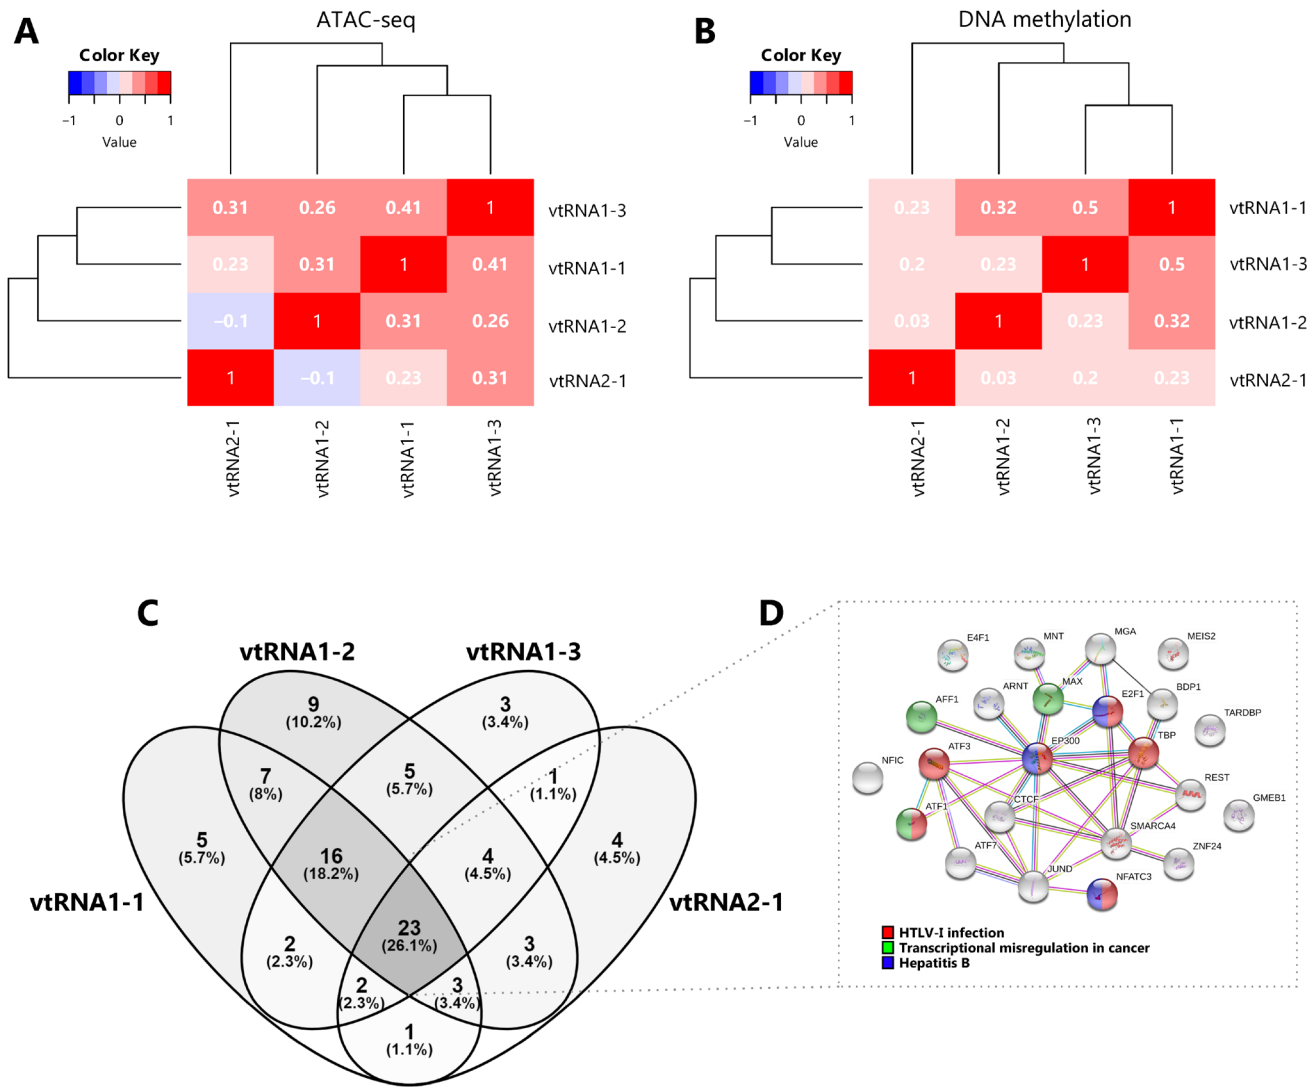 A
ATAC-seq
Color Key
−1 0 1
Value
0.31 0.26 0.41 1 vtRNA1-3
0.23 0.31 1 0.41 vtRNA1-1
−0.1 1 0.31 0.26 vtRNA1-2
1 −0.1 0.23 0.31 vtRNA2-1
vtRNA2-1 vtRNA1-2 vtRNA1-1 vtRNA1-3
B
DNA methylation
Color Key
−1 0 1
Value
0.23 0.32 0.5 1 vtRNA1-1
0.2 0.23 1 0.5 vtRNA1-3
0.03 1 0.23 0.32 vtRNA1-2
1 0.03 0.2 0.23 vtRNA2-1
vtRNA2-1 vtRNA1-2 vtRNA1-3 vtRNA1-1
C
vtRNA1-2 vtRNA1-3
9
(10.2%)
3
(3.4%)
7
(8%)
5
(5.7%)
1
(1.1%)
5
(5.7%)
16
(18.2%)
4
(4.5%)
4
(4.5%)
vtRNA1-1 vtRNA2-1
23
(26.1%)
2
(2.3%)
3
(3.4%)
2
(2.3%)
3
(3.4%)
1
(1.1%)
D
E4F1
MNT
MGA
MEIS2
ARNT
MAX
E2F1
BDP1
AFF1
TARDBP
ATF3
EP300
TBP
NFIC
REST
ATF1
CTCF
GMEB1
SMARCA4
ATF7
ZNF24
JUND
NFATC3
HTLV-I infection
Transcriptional misregulation in cancer
Hepatitis B